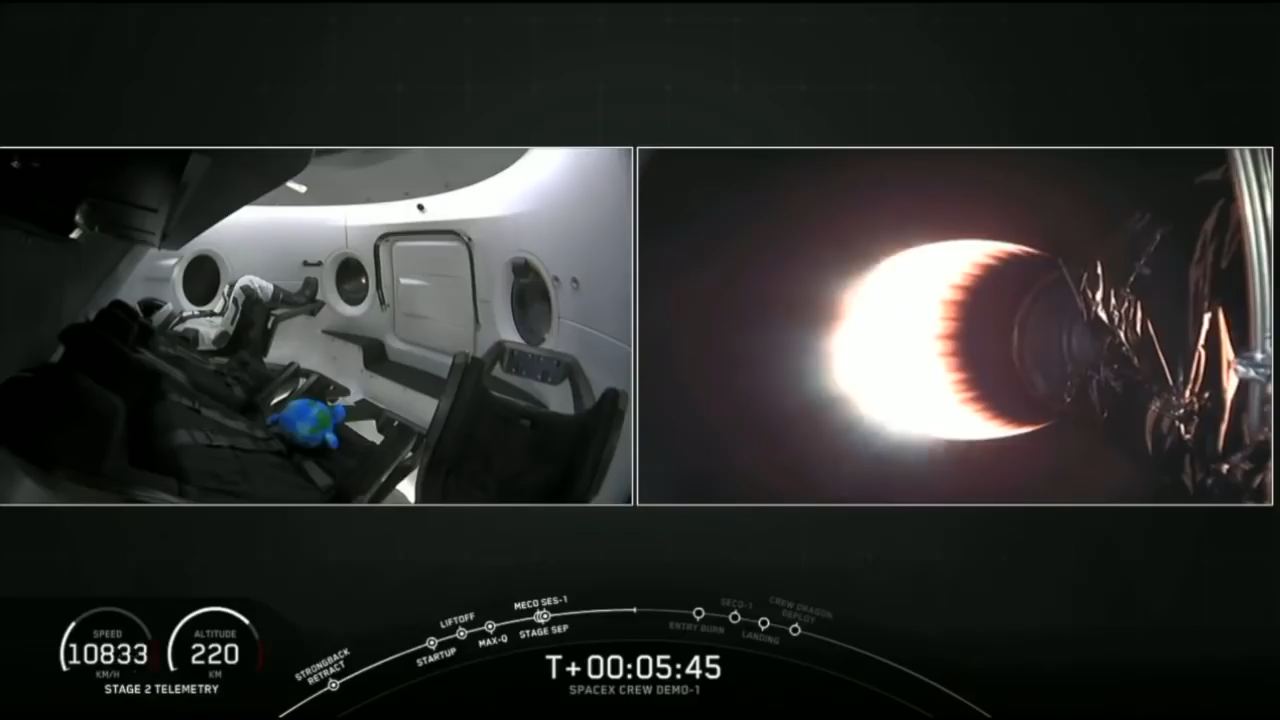 SPEED
10833
KM/H
ALTITUDE
220
KM
STAGE 2 TELEMETRY
STRONGBACK
RETRACT
STARTUP
LIFTOFF
MAX-Q
MECO SES-1
STAGE SEP
ENTRY BURN
SECO-1
LANDING
CREW DRAGON
DEPLOY
T+00:05:45
SPACEX CREW DEMO-1